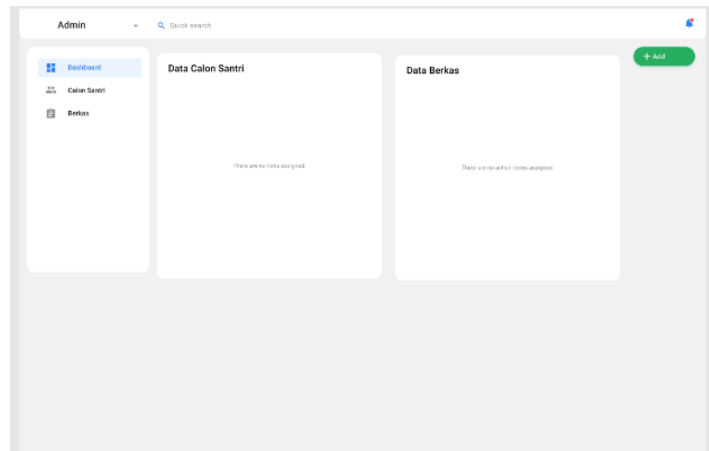 Admin
Quick search
+ Add
Dashboard
Calon Santri
Berkas
Data Calon Santri
There are no risks assigned.
Data Berkas
There are no action items assigned.